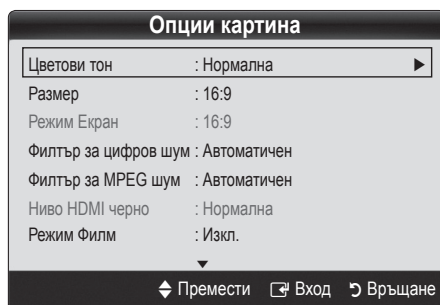 Опции картина
Цветови тон : Нормална
Размер : 16:9
Режим Екран : 16:9
Филтър за цифров шум : Автоматичен
Филтър за MPEG шум : Автоматичен
Ниво HDMI черно : Нормална
Режим Филм : Изкл.
Премести Вход Връщане